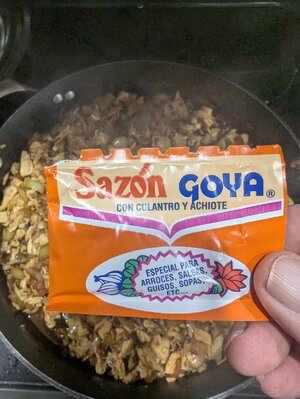 Sazón GOYA®
CON CULANTRO Y ACHIOTE
ESPECIAL PARA
ARROCES, SALSAS,
GUISOS, SOPAS,
ETC...